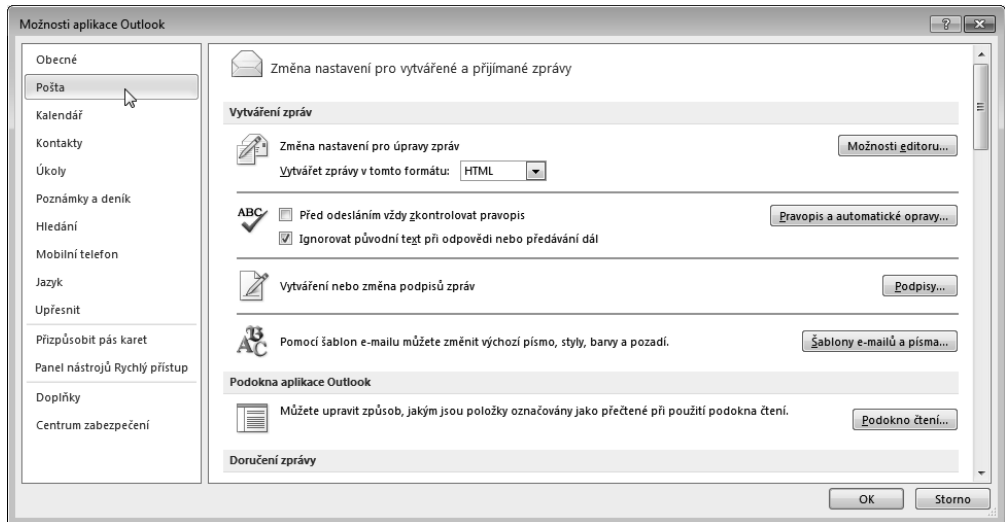 Možnosti aplikace Outlook
Obecné
Pošta
Kalendář
Kontakty
Úkoly
Poznámky a deník
Hledání
Mobilní telefon
Jazyk
Upřesnit
Přizpůsobit pás karet
Panel nástrojů Rychlý přístup
Doplňky
Centrum zabezpečení
Změna nastavení pro vytvářené a přijímané zprávy
Vytváření zpráv
Změna nastavení pro úpravy zpráv
Možnosti editoru...
Vytvářet zprávy v tomto formátu: HTML
ABC
Před odesláním vždy zkontrolovat pravopis
Pravopis a automatické opravy...
Ignorovat původní text při odpovědi nebo předávání dál
Vytváření nebo změna podpisů zpráv
Podpisy...
Pomocí šablon e-mailu můžete změnit výchozí písmo, styly, barvy a pozadí.
Šablony e-mailů a písma...
Podokna aplikace Outlook
Můžete upravit způsob, jakým jsou položky označovány jako přečtené při použití podokna čtení.
Podokno čtení...
Doručení zprávy
OK
Storno